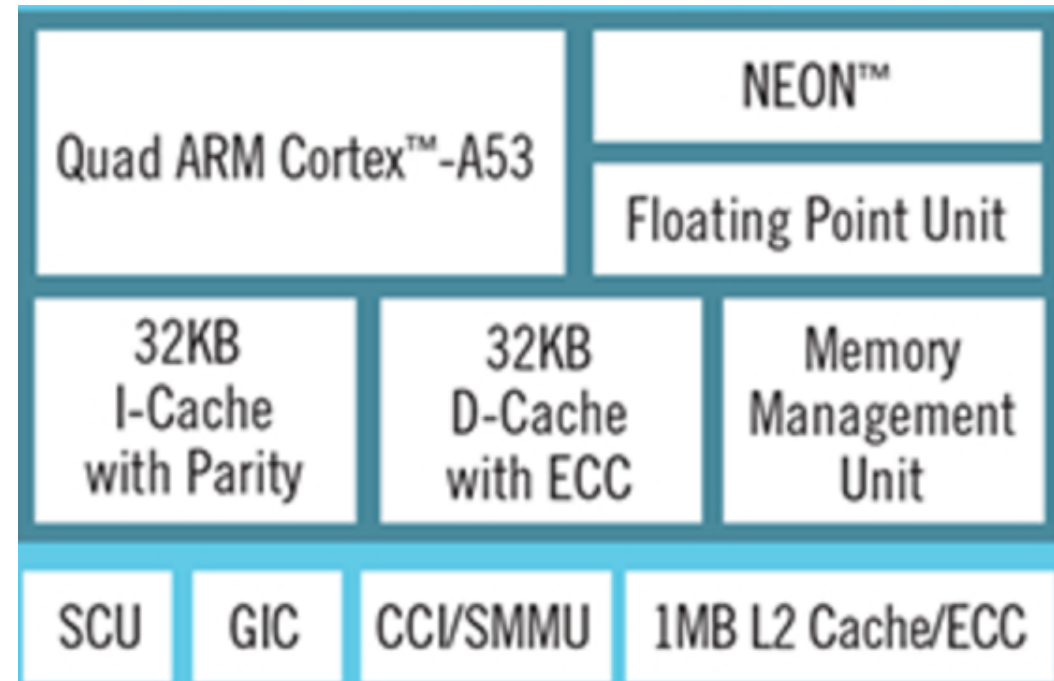 Quad ARM Cortex™-A53
NEON™
Floating Point Unit
32KB
I-Cache
with Parity
32KB
D-Cache
with ECC
Memory
Management
Unit
SCU
GIC
CCI/SMMU
1MB L2 Cache/ECC